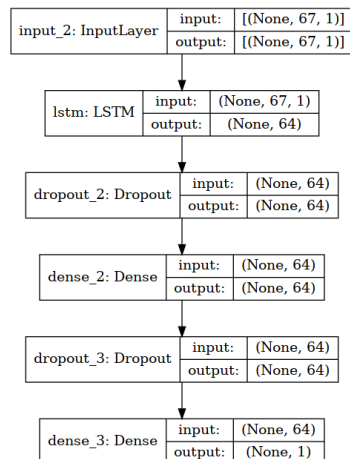 input_2: InputLayer input: [(None, 67, 1)]
output: [(None, 67, 1)]
lstm: LSTM input: (None, 67, 1)
output: (None, 64)
dropout_2: Dropout input: (None, 64)
output: (None, 64)
dense_2: Dense input: (None, 64)
output: (None, 64)
dropout_3: Dropout input: (None, 64)
output: (None, 64)
dense_3: Dense input: (None, 64)
output: (None, 1)